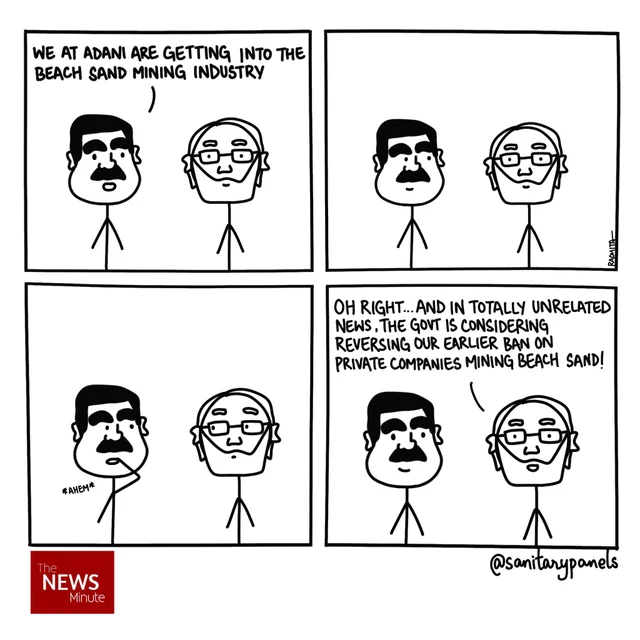 WE AT ADANI ARE GETTING INTO THE
BEACH SAND MINING INDUSTRY
RACHITA
*AHEM*
OH RIGHT...AND IN TOTALLY UNRELATED
NEWS, THE GOVT IS CONSIDERING
REVERSING OUR EARLIER BAN ON
PRIVATE COMPANIES MINING BEACH SAND!
@sanitarypanels
The
NEWS
Minute